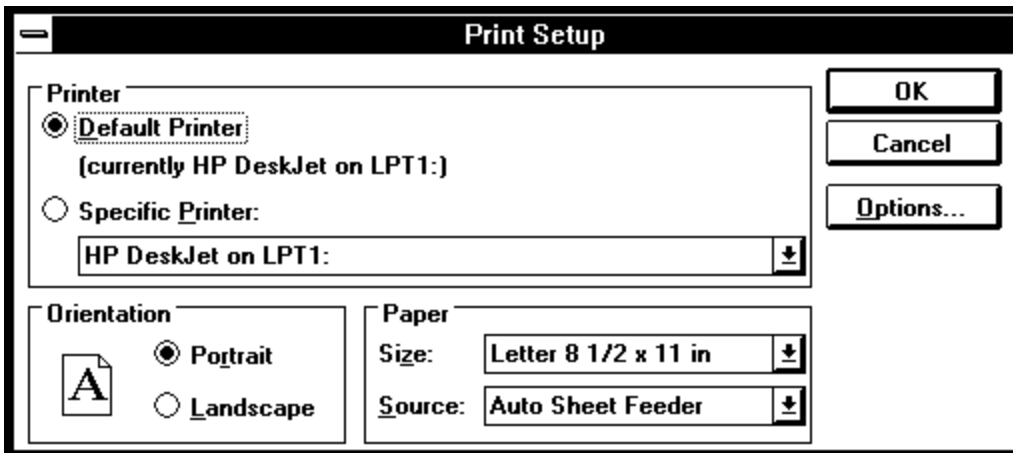 Print Setup
Printer
Default Printer
(currently HP DeskJet on LPT1:)
Specific Printer:
HP DeskJet on LPT1:
OK
Cancel
Options...
Orientation
A
Portrait
Landscape
Paper
Size:
Letter 8 1/2 x 11 in
Source:
Auto Sheet Feeder